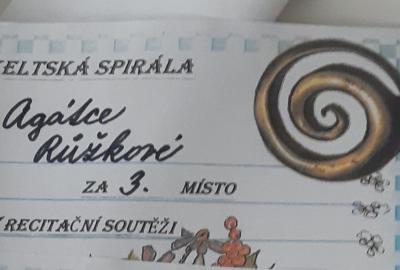 KELTSKÁ SPIRÁLA
Agátce
Růžkové
ZA 3. MÍSTO
RECITAČNÍ SOUTĚŽI